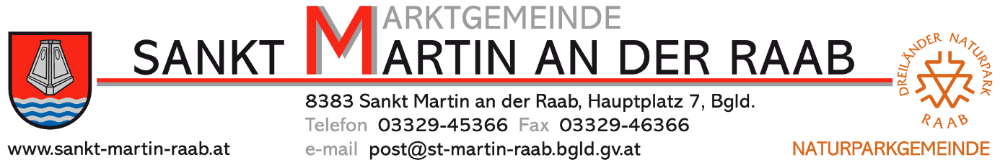 MARKTGEMEINDE
SANKT MARTIN AN DER RAAB
8383 Sankt Martin an der Raab, Hauptplatz 7, Bgld.
Telefon 03329-45366 Fax 03329-46366
www.sankt-martin-raab.at
e-mail post@st-martin-raab.bgld.gv.at
DREILÄNDER NATURPARK
RAAB
NATURPARKGEMEINDE